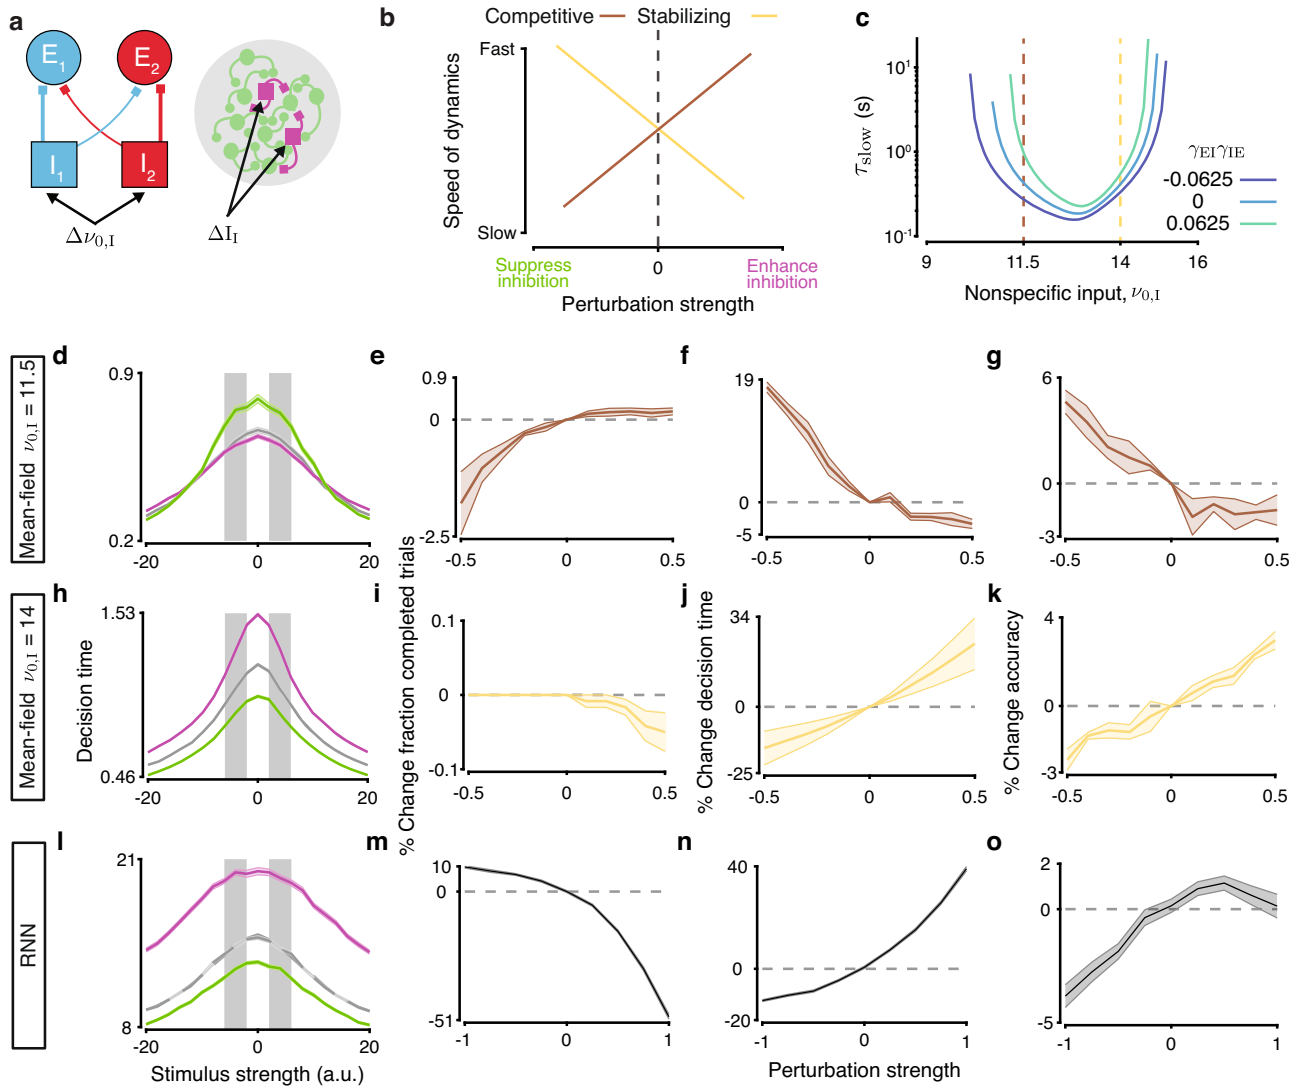 a
E1
E2
I1
I2
Δν0,I
ΔII
b
Competitive
Stabilizing
Speed of dynamics
Fast
Slow
Suppress
inhibition
0
Enhance
inhibition
Perturbation strength
c
τslow (s)
10^1
10^0
10^-1
9
11.5
14
16
Nonspecific input, ν0,I
γEIγIE
-0.0625
0
0.0625
Mean-field ν0,I = 11.5
d
0.9
0.2
-20
0
20
e
0.9
0
-2.5
-0.5
0
0.5
f
19
0
-5
-0.5
0
0.5
g
6
0
-3
-0.5
0
0.5
Mean-field ν0,I = 14
h
Decision time
1.53
0.46
-20
0
20
i
% Change fraction completed trials
0.1
0
-0.1
-0.5
0
0.5
j
% Change decision time
34
0
-25
-0.5
0
0.5
k
% Change accuracy
4
0
-3
-0.5
0
0.5
RNN
l
21
8
-20
0
20
Stimulus strength (a.u.)
m
10
0
-51
-1
0
1
n
40
0
-20
-1
0
1
Perturbation strength
o
2
0
-5
-1
0
1